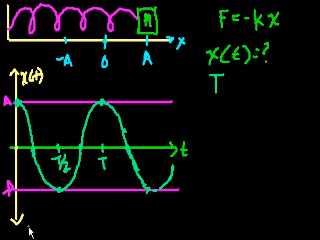 M
F = -kx
-A 0 A x
x(t) = ?
T
x(t)
A
T/2 T t
-A